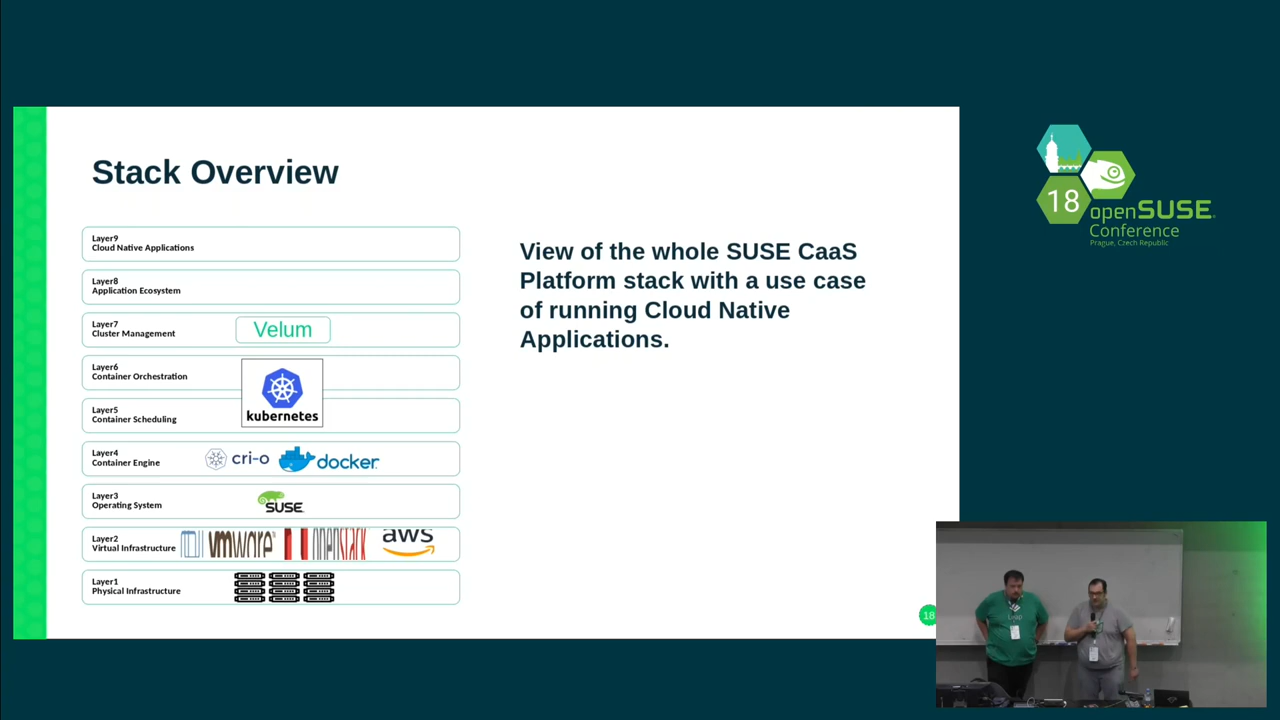 Stack Overview
Layer9
Cloud Native Applications
Layer8
Application Ecosystem
Layer7
Cluster Management
Velum
Layer6
Container Orchestration
kubernetes
Layer5
Container Scheduling
Layer4
Container Engine
cri-o
docker
Layer3
Operating System
SUSE
Layer2
Virtual Infrastructure
vmware
openstack
aws
Layer1
Physical Infrastructure
View of the whole SUSE CaaS
Platform stack with a use case
of running Cloud Native
Applications.
18
18
openSUSE
Conference
Prague, Czech Republic